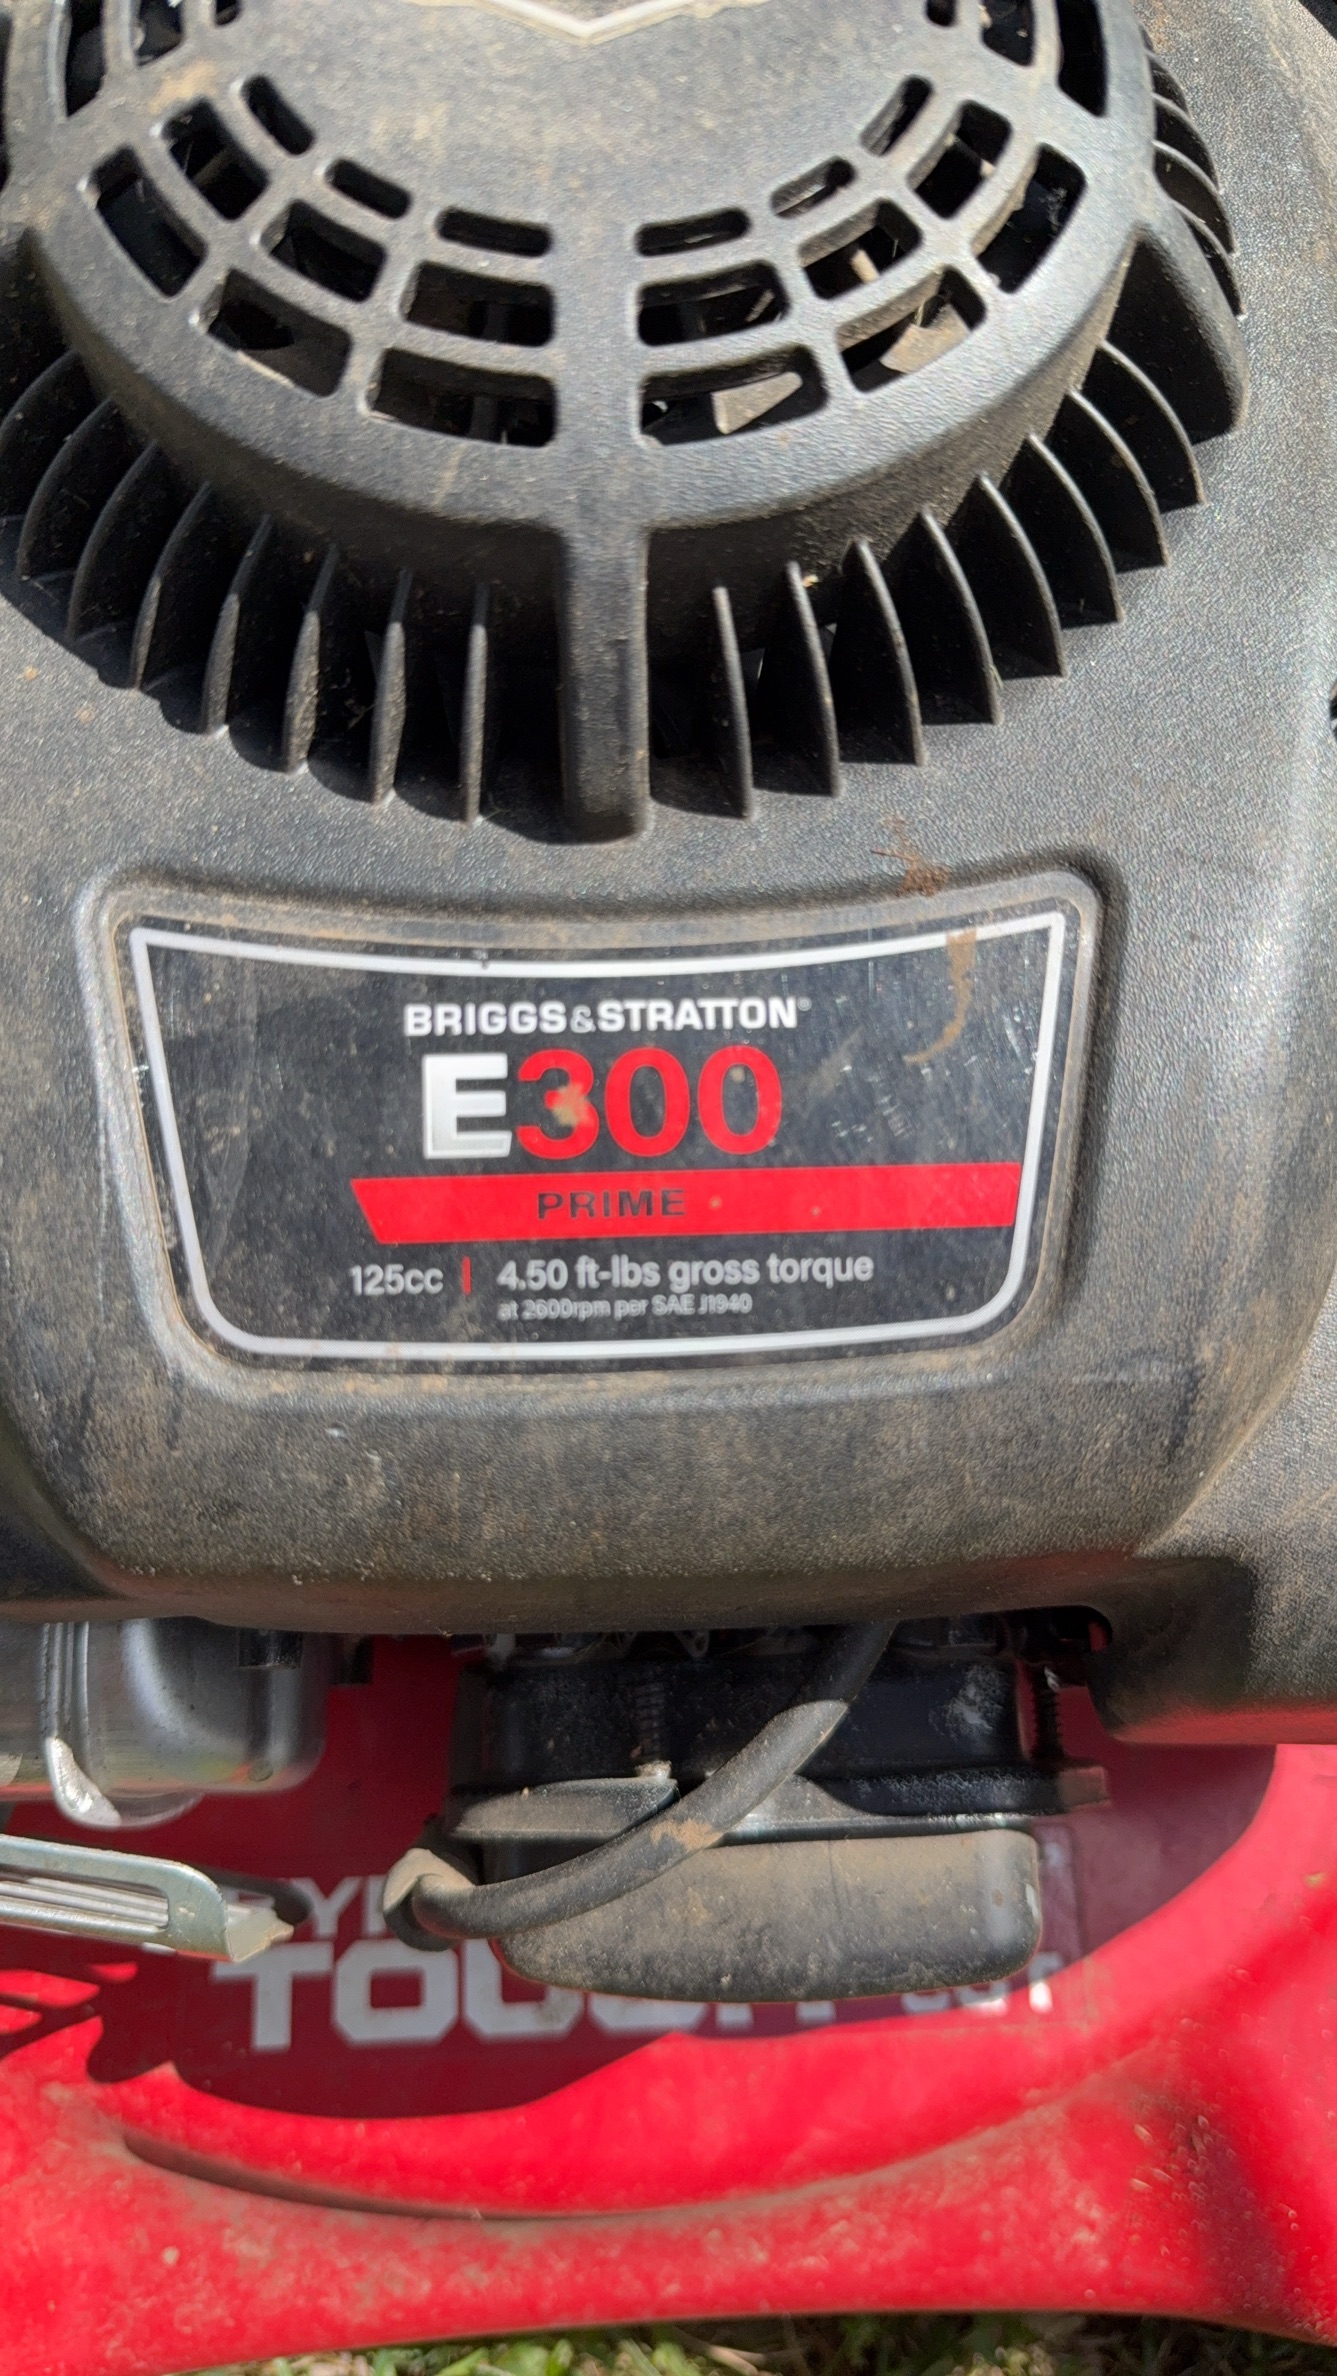 BRIGGS&STRATTON®
E300
PRIME
125cc | 4.50 ft-lbs gross torque
at 2600rpm per SAE J1940